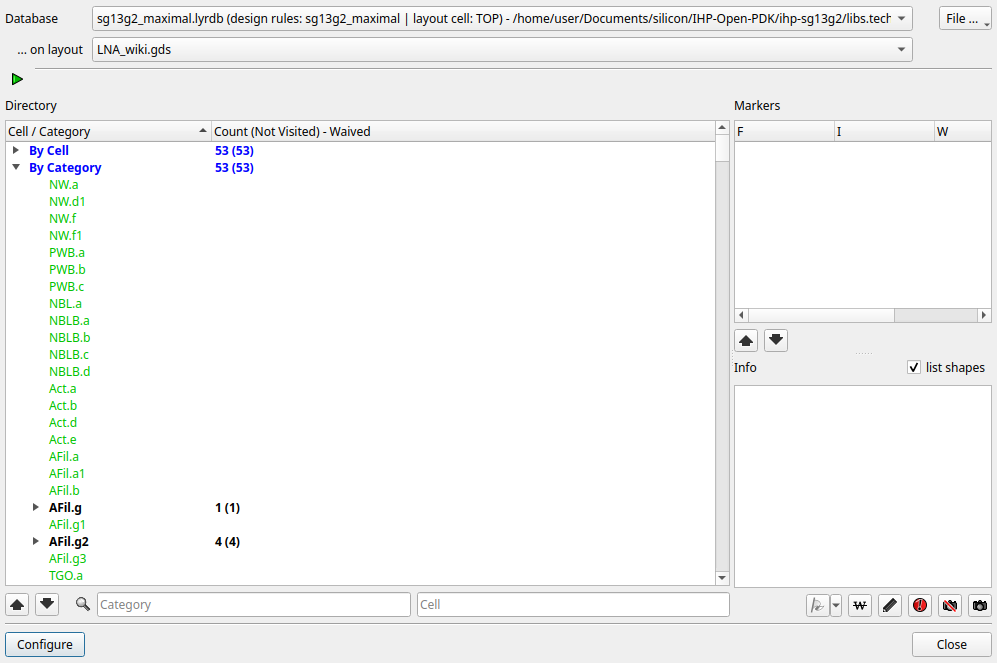 Database sg13g2_maximal.lyrdb (design rules: sg13g2_maximal | layout cell: TOP) - /home/user/Documents/silicon/IHP-Open-PDK/ihp-sg13g2/libs.tech File ...
... on layout LNA_wiki.gds
Directory Markers
Cell / Category Count (Not Visited) - Waived F I W
By Cell 53 (53)
By Category 53 (53)
NW.a
NW.d1
NW.f
NW.f1
PWB.a
PWB.b
PWB.c
NBL.a
NBLB.a
NBLB.b
NBLB.c
NBLB.d
Act.a
Act.b
Act.d
Act.e
AFil.a
AFil.a1
AFil.b
AFil.g 1 (1)
AFil.g1
AFil.g2 4 (4)
AFil.g3
TGO.a
Info list shapes
Category Cell
W
Configure Close